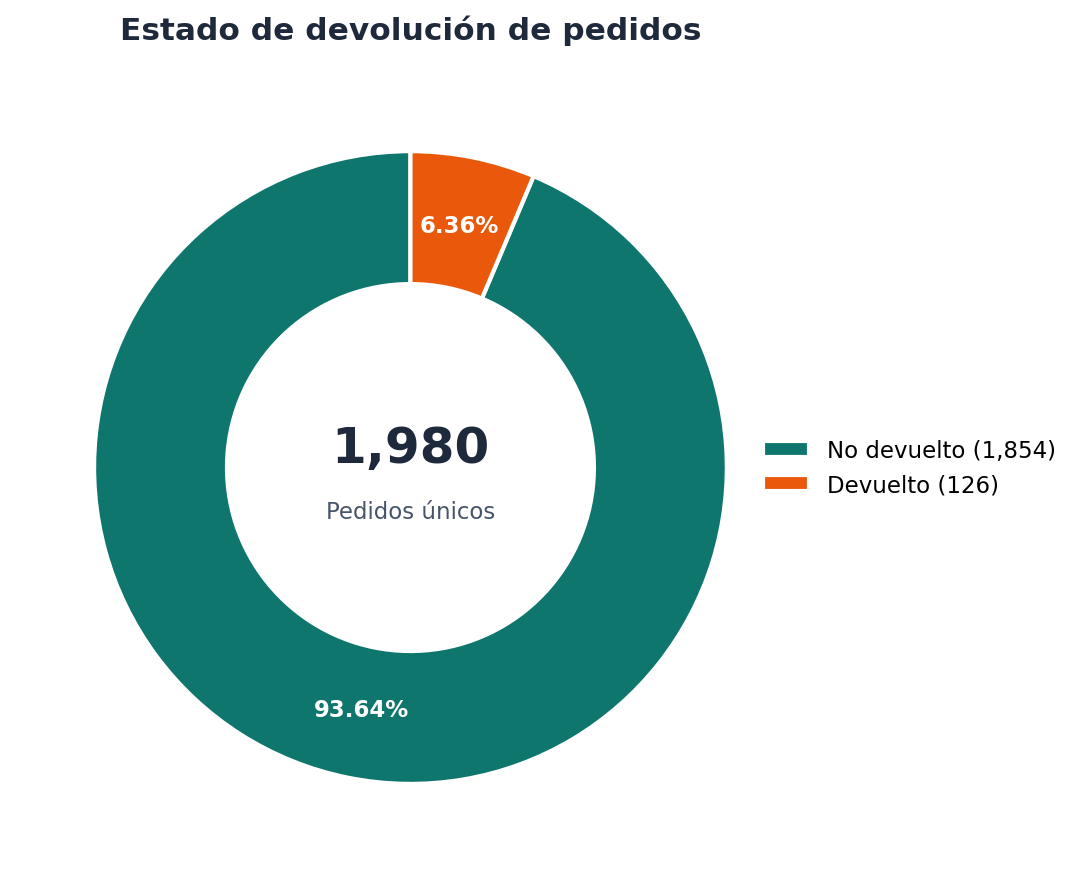 Estado de devolución de pedidos
6.36%
1,980
Pedidos únicos
No devuelto (1,854)
Devuelto (126)
93.64%